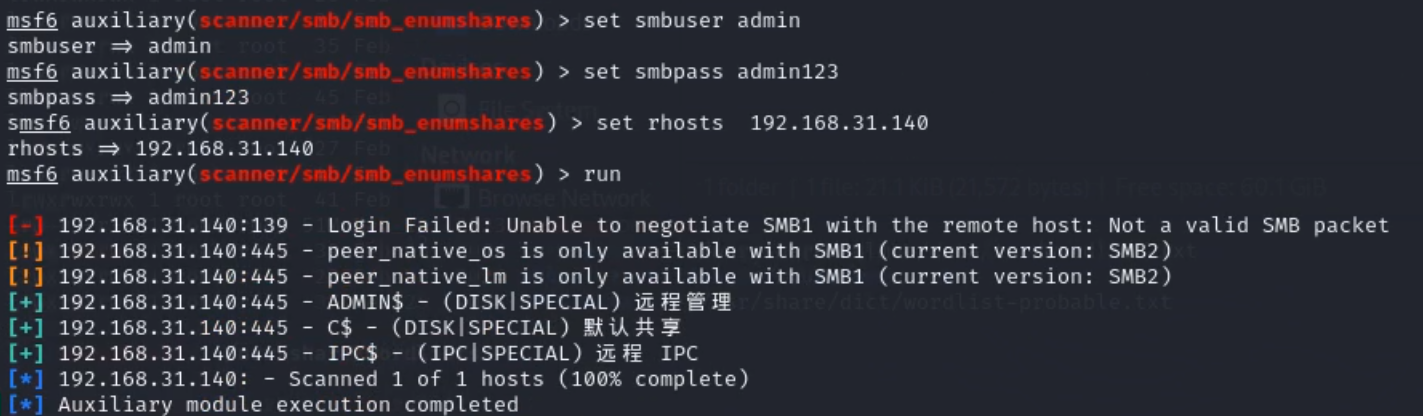 msf6 auxiliary(scanner/smb/smb_enumshares) > set smbuser admin
smbuser ⇒ admin
msf6 auxiliary(scanner/smb/smb_enumshares) > set smbpass admin123
smbpass ⇒ admin123
smsf6 auxiliary(scanner/smb/smb_enumshares) > set rhosts  192.168.31.140
rhosts ⇒ 192.168.31.140
msf6 auxiliary(scanner/smb/smb_enumshares) > run
[-] 192.168.31.140:139 - Login Failed: Unable to negotiate SMB1 with the remote host: Not a valid SMB packet
[!] 192.168.31.140:445 - peer_native_os is only available with SMB1 (current version: SMB2)
[!] 192.168.31.140:445 - peer_native_lm is only available with SMB1 (current version: SMB2)
[+] 192.168.31.140:445 - ADMIN$ - (DISK|SPECIAL) 远程管理
[+] 192.168.31.140:445 - C$ - (DISK|SPECIAL) 默认共享
[+] 192.168.31.140:445 - IPC$ - (IPC|SPECIAL) 远程 IPC
[*] 192.168.31.140: - Scanned 1 of 1 hosts (100% complete)
[*] Auxiliary module execution completed